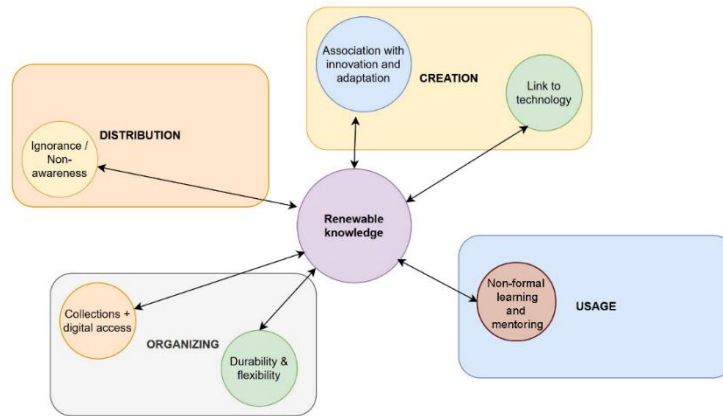 Association with
innovation and
adaptation
CREATION
Link to
technology
DISTRIBUTION
Ignorance /
Non-
awareness
Renewable
knowledge
Collections +
digital access
ORGANIZING
Durability &
flexibility
Non-formal
learning
and
mentoring
USAGE